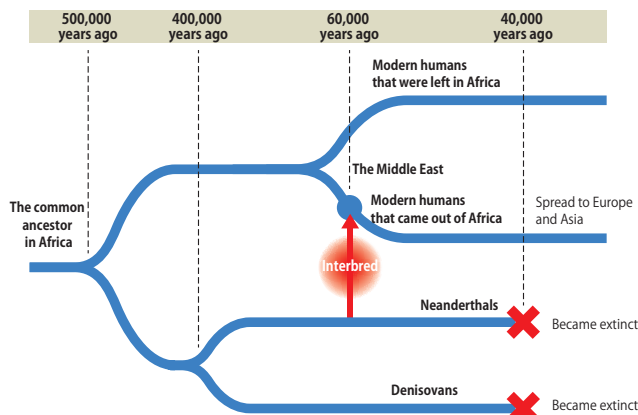 500,000
years ago
400,000
years ago
60,000
years ago
40,000
years ago
Modern humans
that were left in Africa
The Middle East
Modern humans
that came out of Africa
Spread to Europe
and Asia
The common
ancestor
in Africa
Interbred
Neanderthals
Became extinct
Denisovans
Became extinct